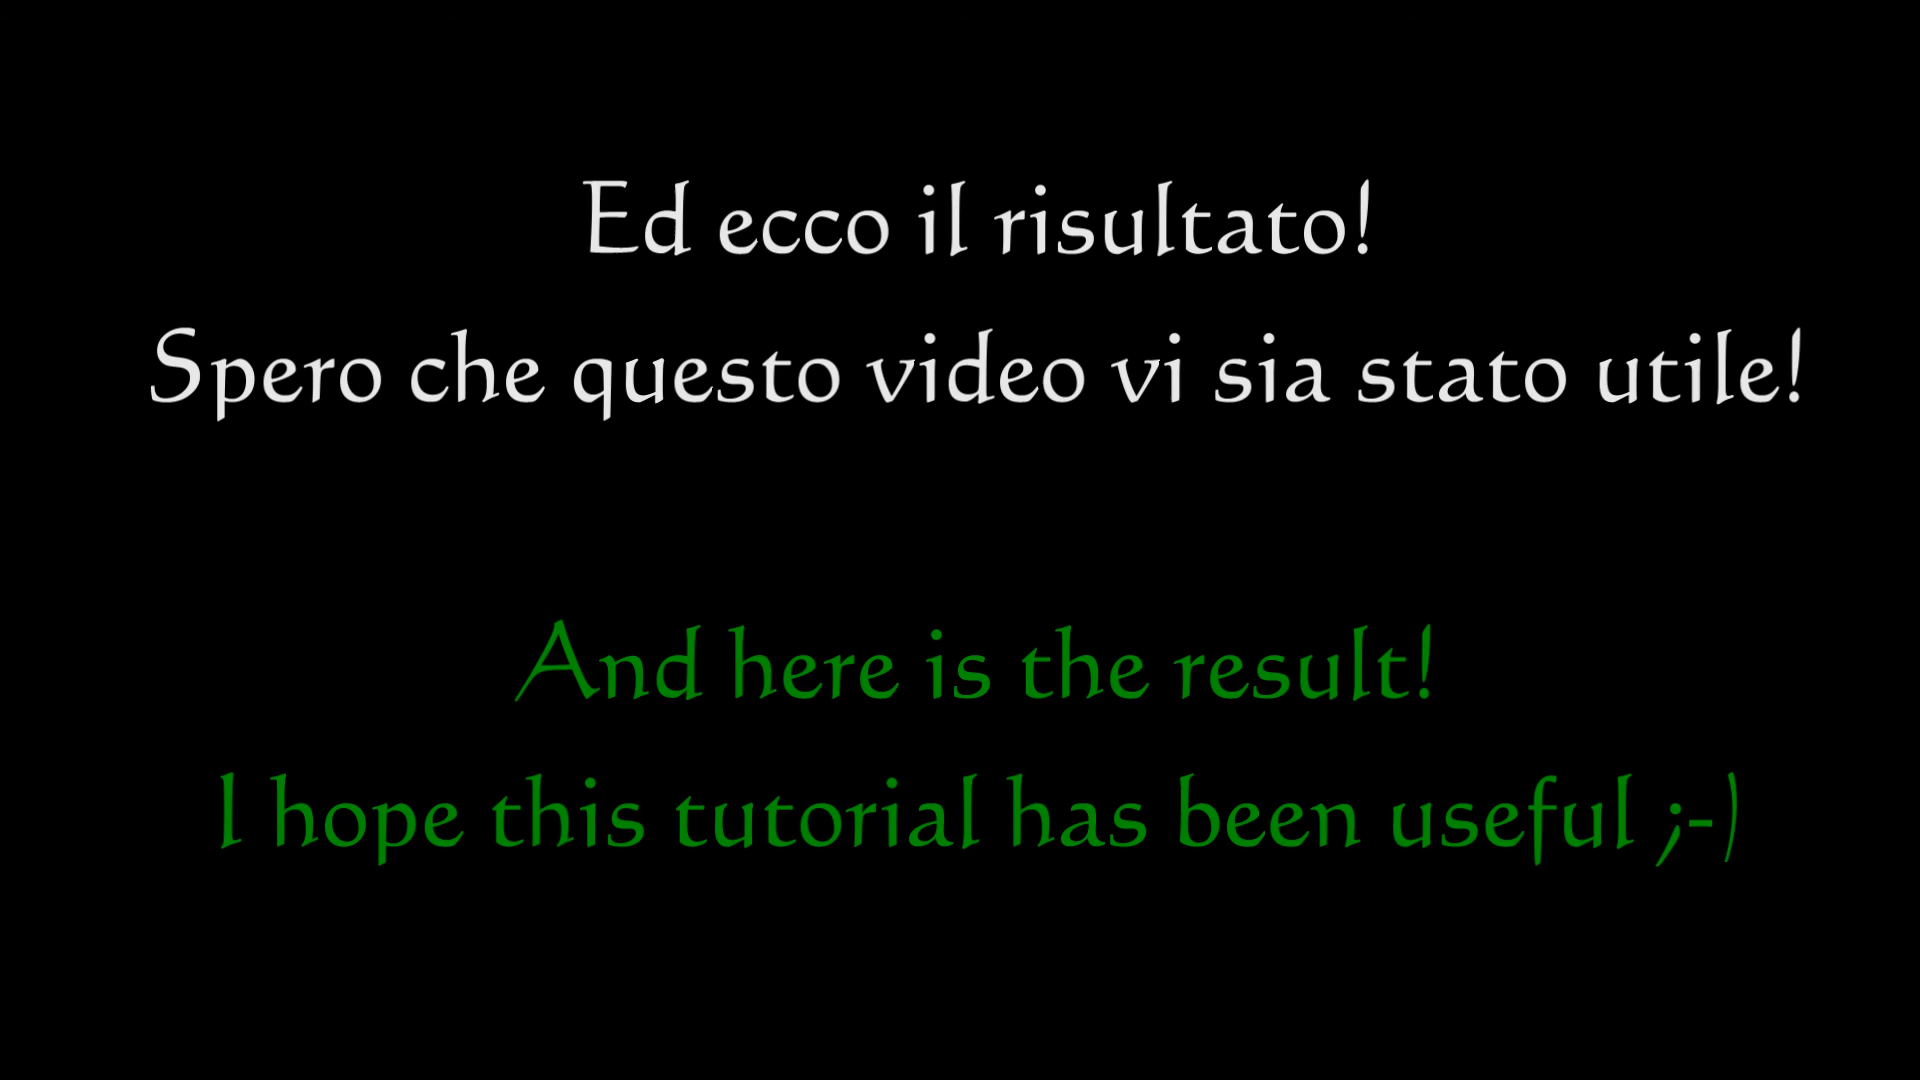 Ed ecco il risultato!
Spero che questo video vi sia stato utile!
And here is the result!
I hope this tutorial has been useful ;-)